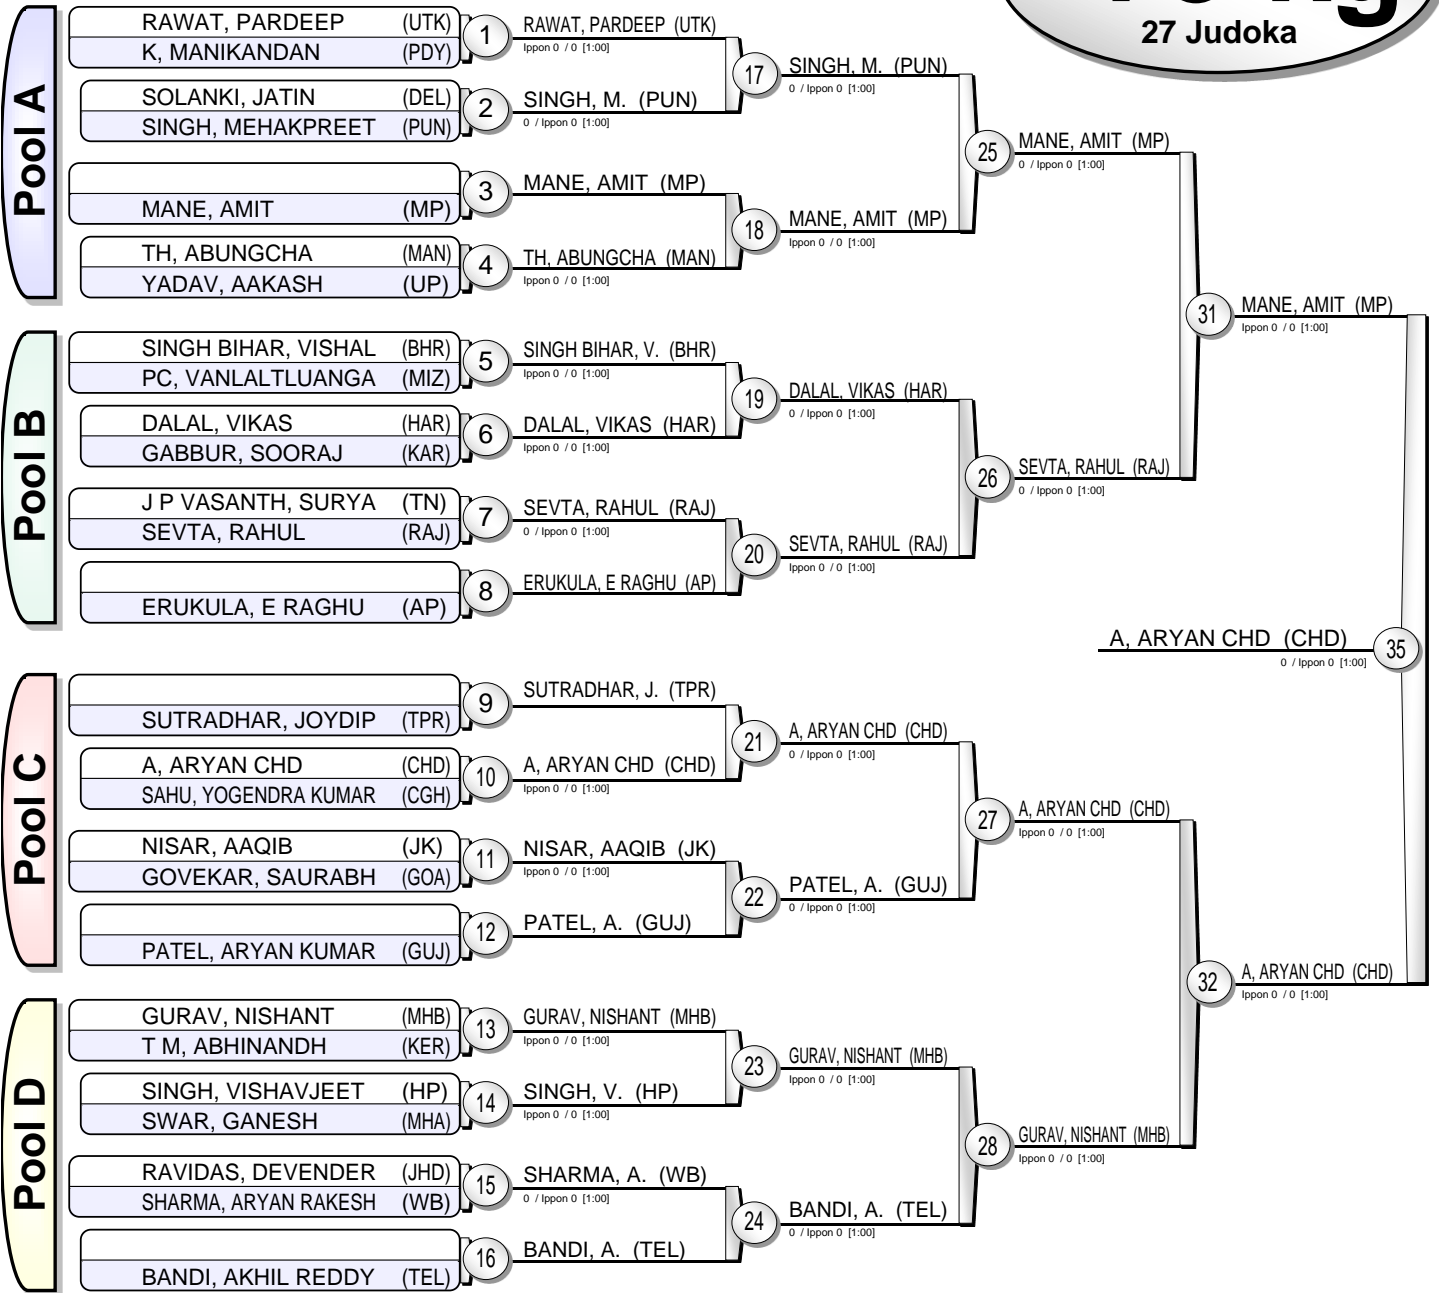 27 Judoka
Pool A
RAWAT, PARDEEP (UTK)
K, MANIKANDAN (PDY)
1
RAWAT, PARDEEP (UTK)
Ippon 0 / 0 [1:00]
SOLANKI, JATIN (DEL)
SINGH, MEHAKPREET (PUN)
2
SINGH, M. (PUN)
0 / Ippon 0 [1:00]
17
SINGH, M. (PUN)
0 / Ippon 0 [1:00]
MANE, AMIT (MP)
3
MANE, AMIT (MP)
TH, ABUNGCHA (MAN)
YADAV, AAKASH (UP)
4
TH, ABUNGCHA (MAN)
Ippon 0 / 0 [1:00]
18
MANE, AMIT (MP)
Ippon 0 / 0 [1:00]
25
MANE, AMIT (MP)
0 / Ippon 0 [1:00]
Pool B
SINGH BIHAR, VISHAL (BHR)
PC, VANLALTLUANGA (MIZ)
5
SINGH BIHAR, V. (BHR)
Ippon 0 / 0 [1:00]
DALAL, VIKAS (HAR)
GABBUR, SOORAJ (KAR)
6
DALAL, VIKAS (HAR)
Ippon 0 / 0 [1:00]
19
DALAL, VIKAS (HAR)
0 / Ippon 0 [1:00]
J P VASANTH, SURYA (TN)
SEVTA, RAHUL (RAJ)
7
SEVTA, RAHUL (RAJ)
0 / Ippon 0 [1:00]
ERUKULA, E RAGHU (AP)
8
ERUKULA, E RAGHU (AP)
20
SEVTA, RAHUL (RAJ)
Ippon 0 / 0 [1:00]
26
SEVTA, RAHUL (RAJ)
0 / Ippon 0 [1:00]
31
MANE, AMIT (MP)
Ippon 0 / 0 [1:00]
A, ARYAN CHD (CHD)
0 / Ippon 0 [1:00]
35
Pool C
SUTRADHAR, JOYDIP (TPR)
9
SUTRADHAR, J. (TPR)
A, ARYAN CHD (CHD)
SAHU, YOGENDRA KUMAR (CGH)
10
A, ARYAN CHD (CHD)
Ippon 0 / 0 [1:00]
21
A, ARYAN CHD (CHD)
0 / Ippon 0 [1:00]
NISAR, AAQIB (JK)
GOVEKAR, SAURABH (GOA)
11
NISAR, AAQIB (JK)
Ippon 0 / 0 [1:00]
PATEL, ARYAN KUMAR (GUJ)
12
PATEL, A. (GUJ)
22
PATEL, A. (GUJ)
0 / Ippon 0 [1:00]
27
A, ARYAN CHD (CHD)
Ippon 0 / 0 [1:00]
Pool D
GURAV, NISHANT (MHB)
T M, ABHINANDH (KER)
13
GURAV, NISHANT (MHB)
Ippon 0 / 0 [1:00]
SINGH, VISHAVJEET (HP)
SWAR, GANESH (MHA)
14
SINGH, V. (HP)
Ippon 0 / 0 [1:00]
23
GURAV, NISHANT (MHB)
Ippon 0 / 0 [1:00]
RAVIDAS, DEVENDER (JHD)
SHARMA, ARYAN RAKESH (WB)
15
SHARMA, A. (WB)
0 / Ippon 0 [1:00]
BANDI, AKHIL REDDY (TEL)
16
BANDI, A. (TEL)
24
BANDI, A. (TEL)
0 / Ippon 0 [1:00]
28
GURAV, NISHANT (MHB)
Ippon 0 / 0 [1:00]
32
A, ARYAN CHD (CHD)
Ippon 0 / 0 [1:00]